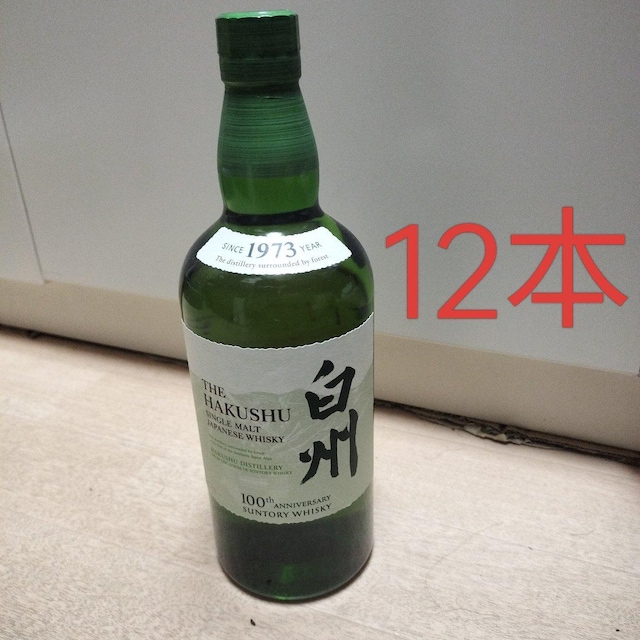 SINCE 1973 YEAR
The distillery surrounded by forest
12本
THE
HAKUSHU
SINGLE MALT
JAPANESE WHISKY
白州
HAKUSHU DISTILLERY
100th ANNIVERSARY
SUNTORY WHISKY